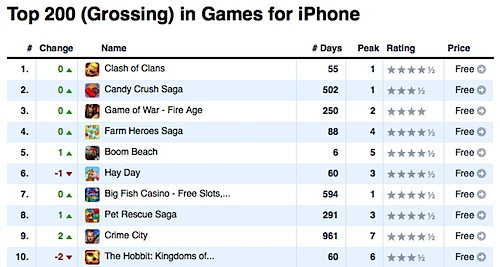 Top 200 (Grossing) in Games for iPhone
# Change Name # Days Peak Rating Price
1. 0 Clash of Clans 55 1 Free
2. 0 Candy Crush Saga 502 1 Free
3. 0 Game of War - Fire Age 250 2 Free
4. 0 Farm Heroes Saga 88 4 Free
5. 1 Boom Beach 6 5 Free
6. -1 Hay Day 60 3 Free
7. 0 Big Fish Casino - Free Slots,... 594 1 Free
8. 1 Pet Rescue Saga 291 3 Free
9. 2 Crime City 961 7 Free
10. -2 The Hobbit: Kingdoms of... 60 6 Free